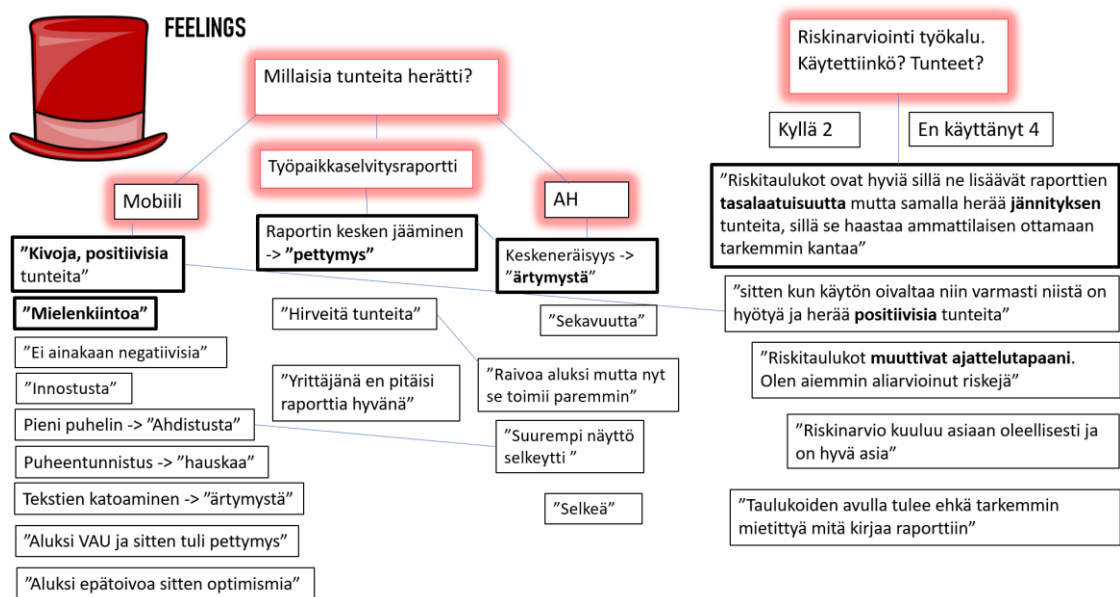 FEELINGS
Millaisia tunteita herätti?
Mobiili
"Kivoja, positiivisia
tunteita"
"Mielenkiintoa"
"Ei ainakaan negatiivisia"
"Innostusta"
Pieni puhelin -> "Ahdistusta"
Puheentunnistus -> "hauskaa"
Tekstien katoaminen -> "ärtymystä"
"Aluksi VAU ja sitten tuli pettymys"
"Aluksi epätoivoa sitten optimismia"
Työpaikkaselvitysraportti
Raportin kesken jääminen
-> "pettymys"
"Hirveitä tunteita"
"Yrittäjänä en pitäisi
raporttia hyvänä"
AH
Keskeneräisyys ->
"ärtymystä"
"Sekavuutta"
"Raivoa aluksi mutta nyt
se toimii paremmin"
"Suurempi näyttö
selkeytti "
"Selkeä"
Riskinarviointi työkalu.
Käytettiinkö? Tunteet?
Kyllä 2
En käyttänyt 4
"Riskitaulukot ovat hyviä sillä ne lisäävät raporttien
tasalaatuisuutta mutta samalla herää jännityksen
tunteita, sillä se haastaa ammattilaisen ottamaan
tarkemmin kantaa"
"sitten kun käytön oivaltaa niin varmasti niistä on
hyötyä ja herää positiivisia tunteita"
"Riskitaulukot muuttivat ajattelutapaani.
Olen aiemmin aliarvioinut riskejä"
"Riskinarvio kuuluu asiaan oleellisesti ja
on hyvä asia"
"Taulukoiden avulla tulee ehkä tarkemmin
mietittyä mitä kirjaa raporttiin"